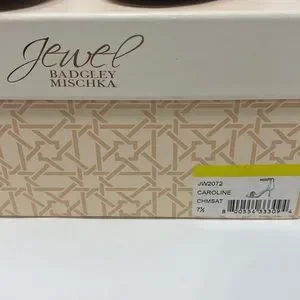 Jewel
BADGLEY
MISCHKA
JW2072
CAROLINE
CHMSAT
7½